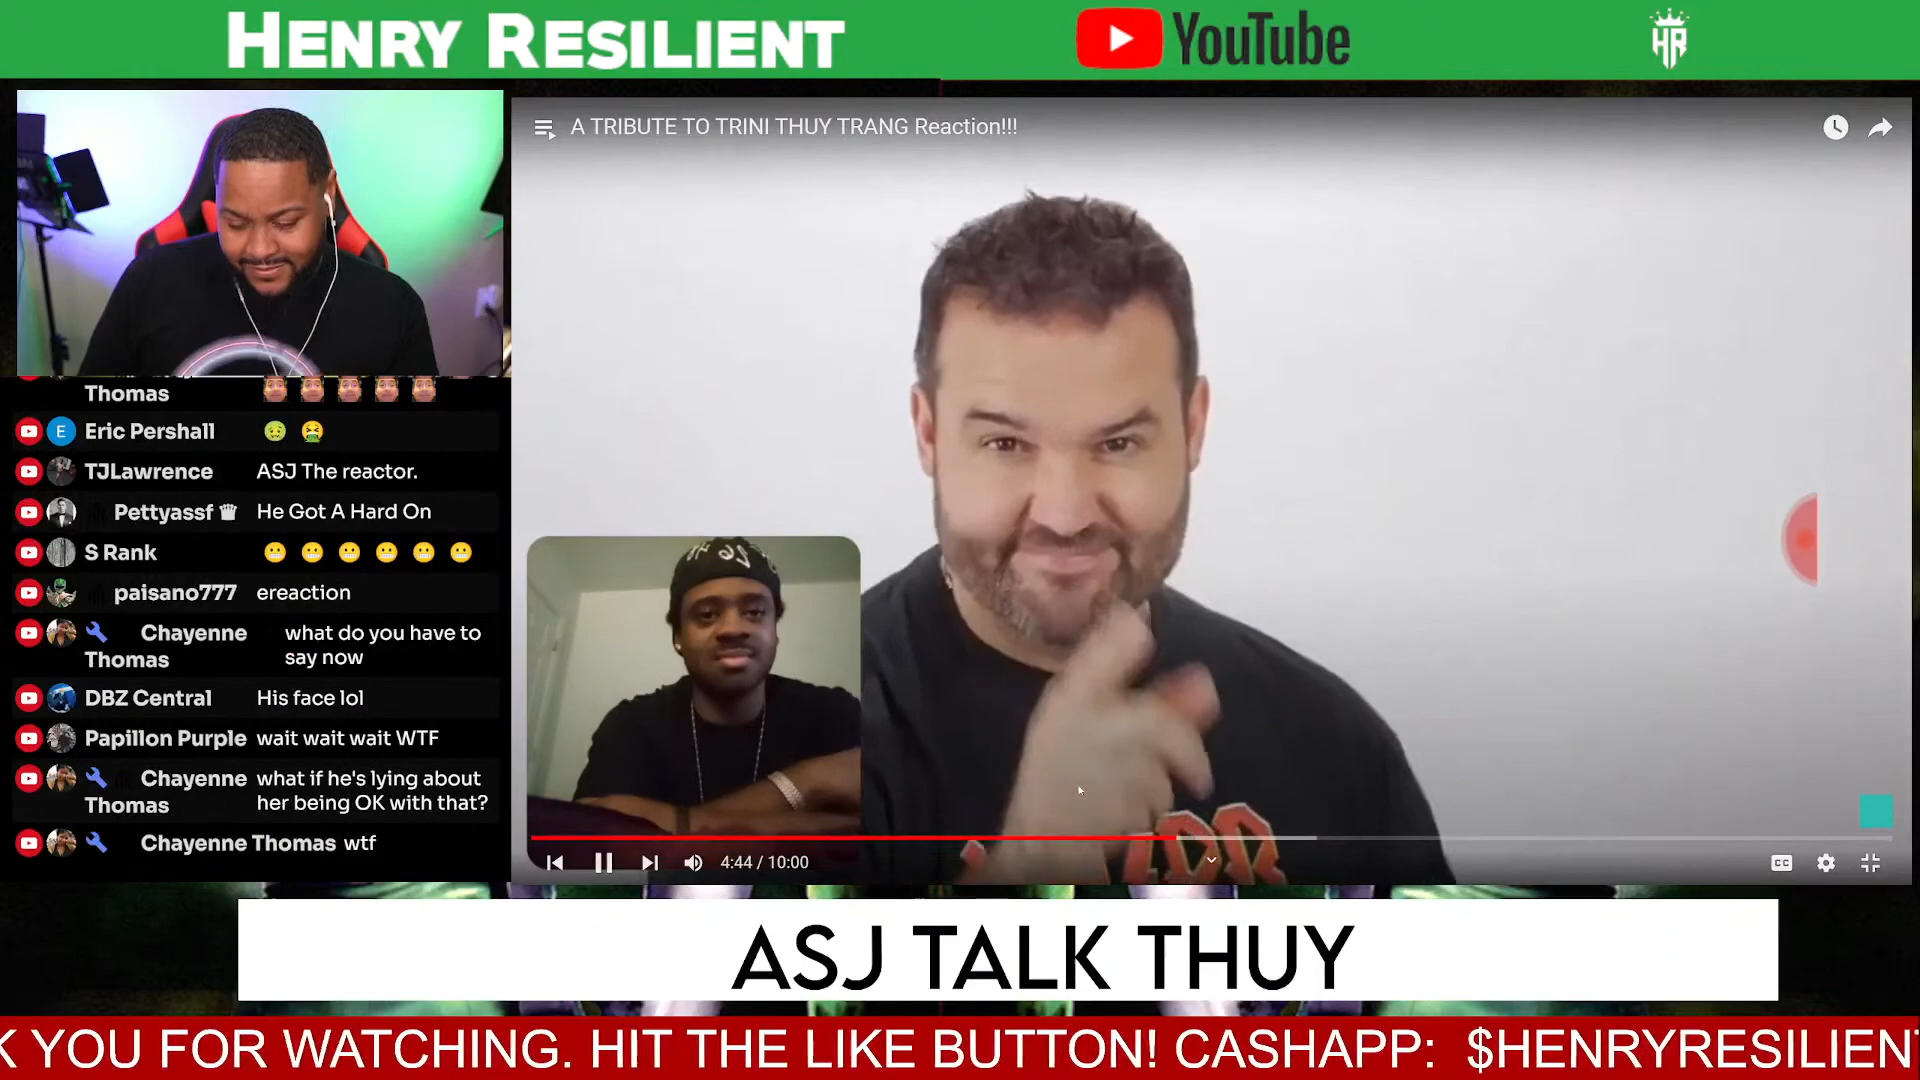 HENRY RESILIENT
YouTube
HR
A TRIBUTE TO TRINI THUY TRANG Reaction!!!
Thomas
E Eric Pershall
TJLawrence ASJ The reactor.
Pettyassf He Got A Hard On
S Rank
paisano777 ereaction
Chayenne Thomas what do you have to
say now
DBZ Central His face lol
Papillon Purple wait wait wait WTF
Chayenne Thomas what if he's lying about
her being OK with that?
Chayenne Thomas wtf
4:44 / 10:00
CC
ASJ TALK THUY
K YOU FOR WATCHING. HIT THE LIKE BUTTON! CASHAPP: $HENRYRESILIEN